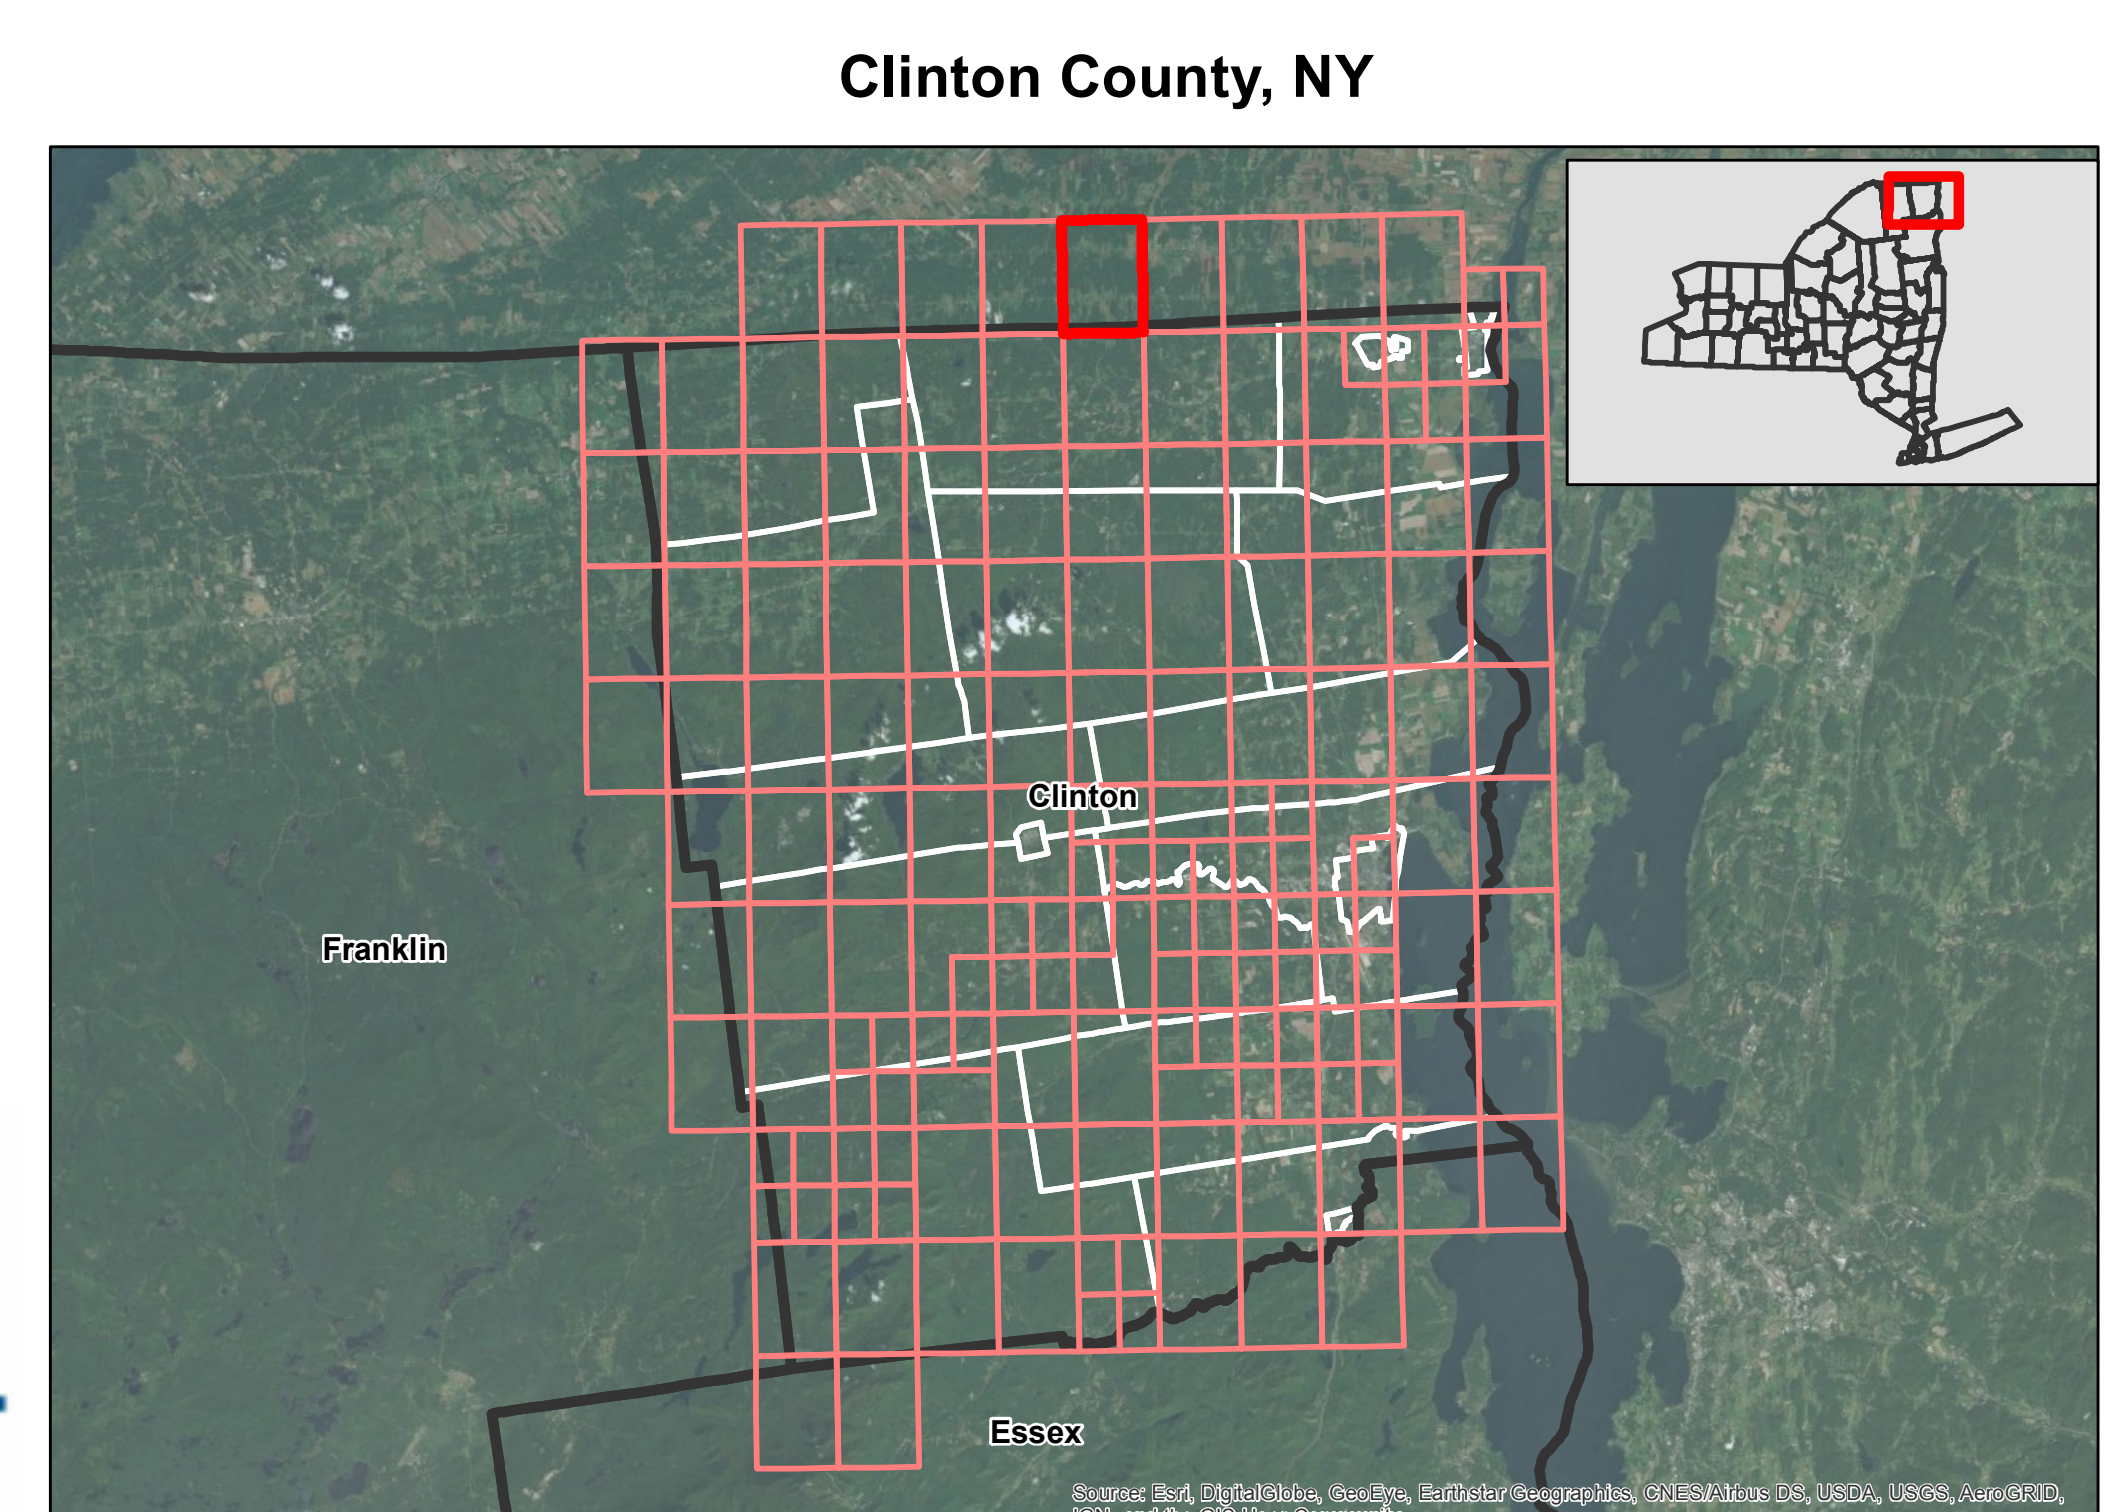 Clinton County, NY
Clinton
Franklin
Essex
Source: Esri, DigitalGlobe, GeoEye, Earthstar Geographics, CNES/Airbus DS, USDA, USGS, AeroGRID,